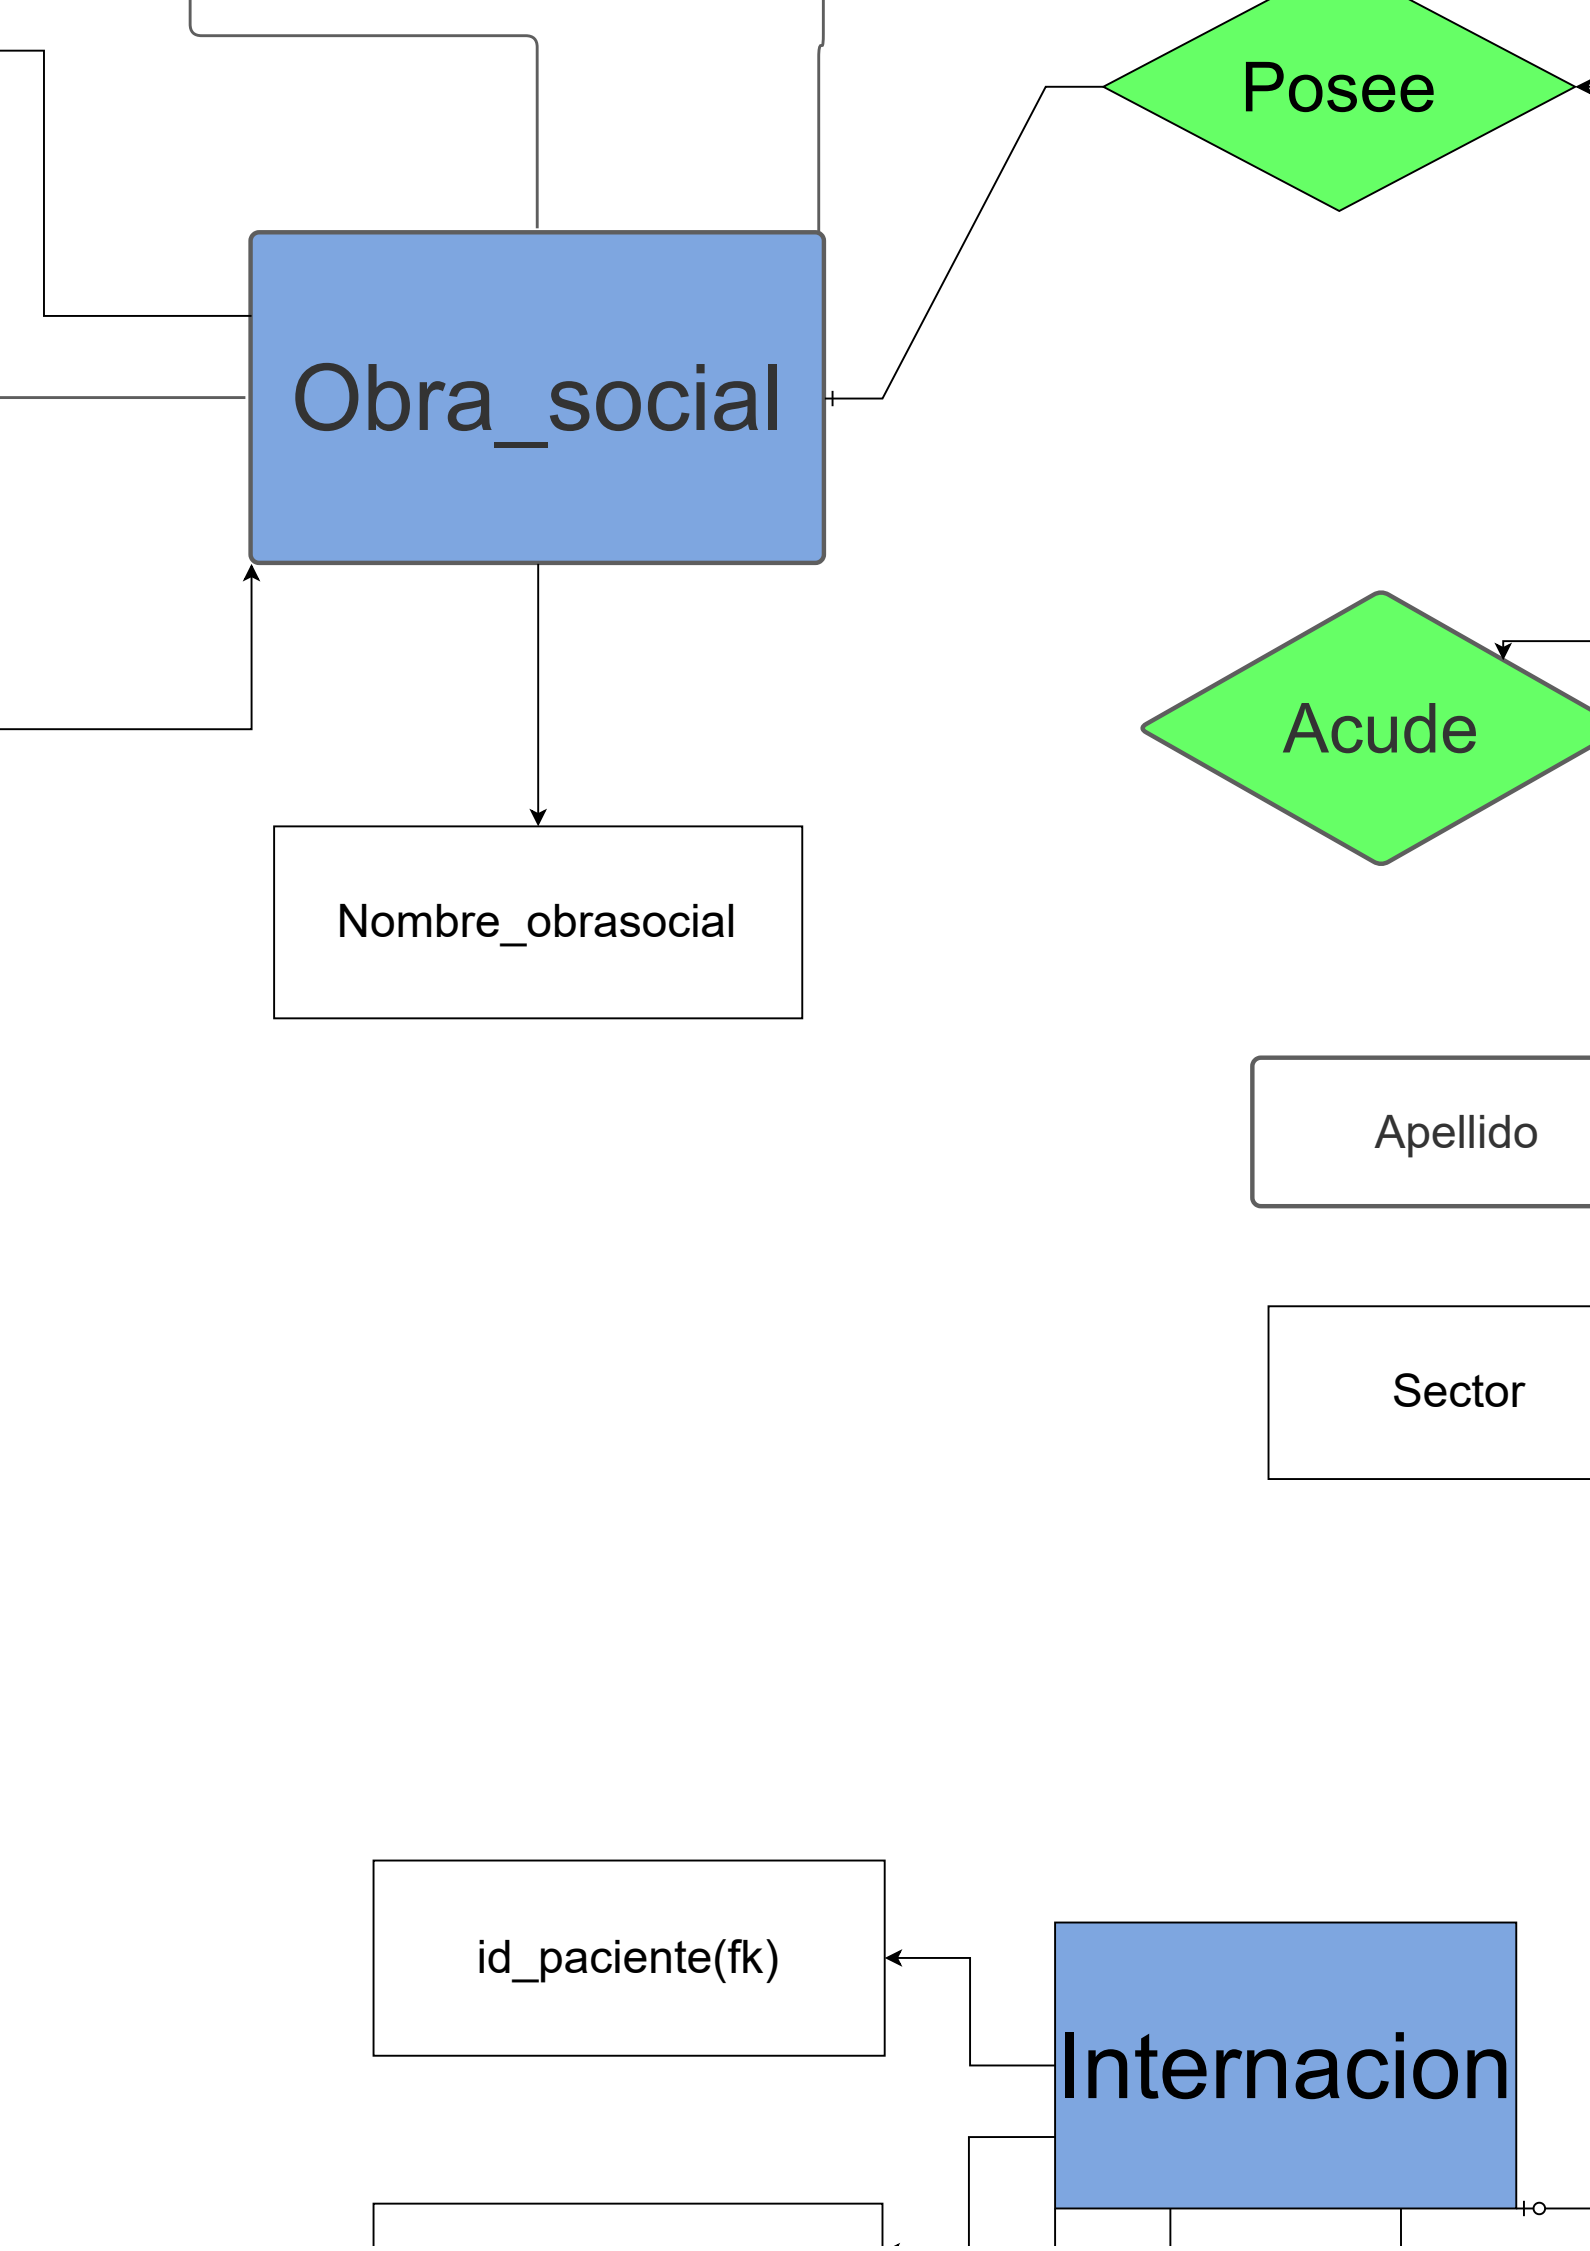 Posee
Obra_social
Acude
Nombre_obrasocial
Apellido
Sector
id_paciente(fk)
Internacion